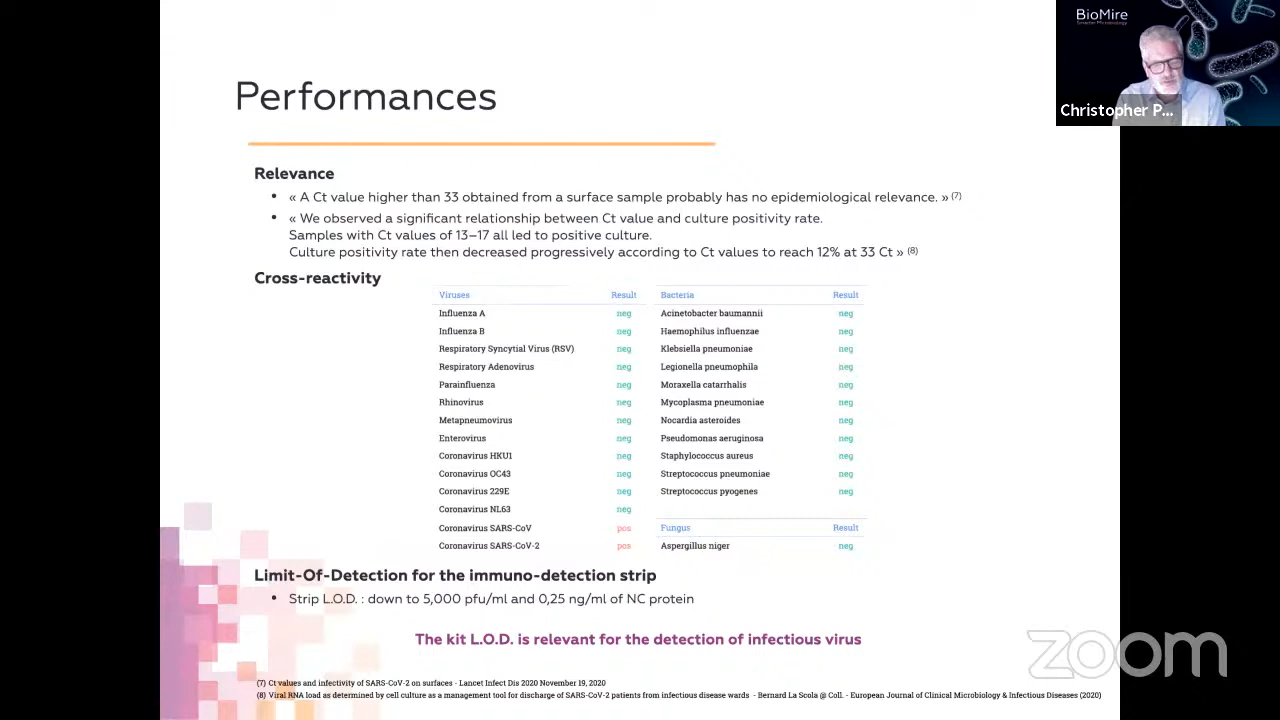 BioMire
Smarter Microbiology
Christopher P...
Performances
Relevance
• « A Ct value higher than 33 obtained from a surface sample probably has no epidemiological relevance. » (7)
• « We observed a significant relationship between Ct value and culture positivity rate.
Samples with Ct values of 13–17 all led to positive culture.
Culture positivity rate then decreased progressively according to Ct values to reach 12% at 33 Ct » (8)
Cross-reactivity
Viruses Result Bacteria Result
Influenza A neg Acinetobacter baumannii neg
Influenza B neg Haemophilus influenzae neg
Respiratory Syncytial Virus (RSV) neg Klebsiella pneumoniae neg
Respiratory Adenovirus neg Legionella pneumophila neg
Parainfluenza neg Moraxella catarrhalis neg
Rhinovirus neg Mycoplasma pneumoniae neg
Metapneumovirus neg Nocardia asteroides neg
Enterovirus neg Pseudomonas aeruginosa neg
Coronavirus HKU1 neg Staphylococcus aureus neg
Coronavirus OC43 neg Streptococcus pneumoniae neg
Coronavirus 229E neg Streptococcus pyogenes neg
Coronavirus NL63 neg
Coronavirus SARS-CoV pos Fungus Result
Coronavirus SARS-CoV-2 pos Aspergillus niger neg
Limit-Of-Detection for the immuno-detection strip
• Strip L.O.D. : down to 5,000 pfu/ml and 0,25 ng/ml of NC protein
The kit L.O.D. is relevant for the detection of infectious virus
zoom
(7) Ct values and infectivity of SARS-CoV-2 on surfaces - Lancet Infect Dis 2020 November 19, 2020
(8) Viral RNA load as determined by cell culture as a management tool for discharge of SARS-CoV-2 patients from infectious disease wards - Bernard La Scola @ Coll. - European Journal of Clinical Microbiology & Infectious Diseases (2020)